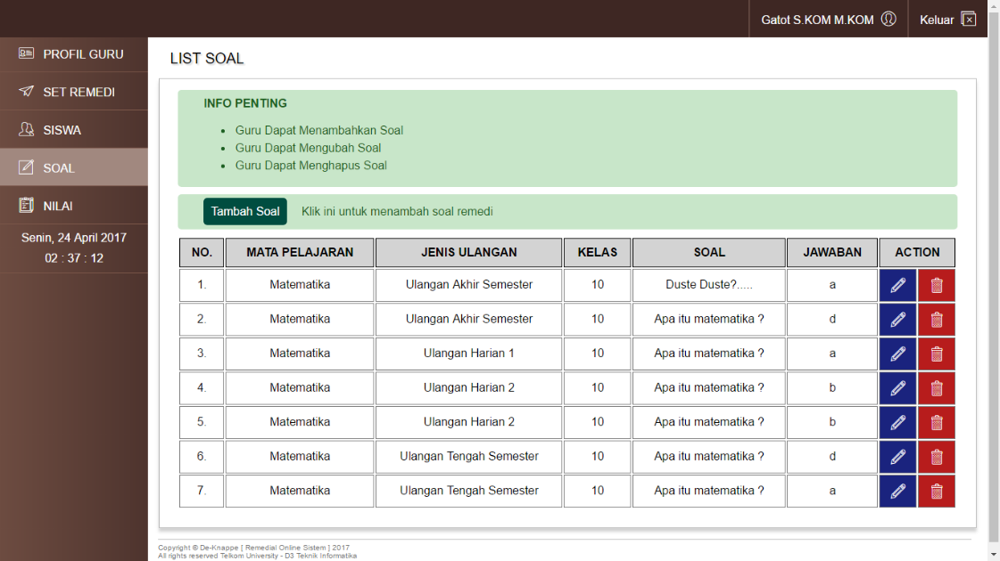 Gatot S.KOM M.KOM Keluar
PROFIL GURU
SET REMEDI
SISWA
SOAL
NILAI
Senin, 24 April 2017
02 : 37 : 12
LIST SOAL
INFO PENTING
• Guru Dapat Menambahkan Soal
• Guru Dapat Mengubah Soal
• Guru Dapat Menghapus Soal
Tambah Soal Klik ini untuk menambah soal remedi
NO. MATA PELAJARAN JENIS ULANGAN KELAS SOAL JAWABAN ACTION
1. Matematika Ulangan Akhir Semester 10 Duste Duste?..... a
2. Matematika Ulangan Akhir Semester 10 Apa itu matematika ? d
3. Matematika Ulangan Harian 1 10 Apa itu matematika ? a
4. Matematika Ulangan Harian 2 10 Apa itu matematika ? b
5. Matematika Ulangan Harian 2 10 Apa itu matematika ? b
6. Matematika Ulangan Tengah Semester 10 Apa itu matematika ? d
7. Matematika Ulangan Tengah Semester 10 Apa itu matematika ? a
Copyright © De-Knappe [ Remedial Online Sistem ] 2017
All rights reserved Telkom University - D3 Teknik Informatika